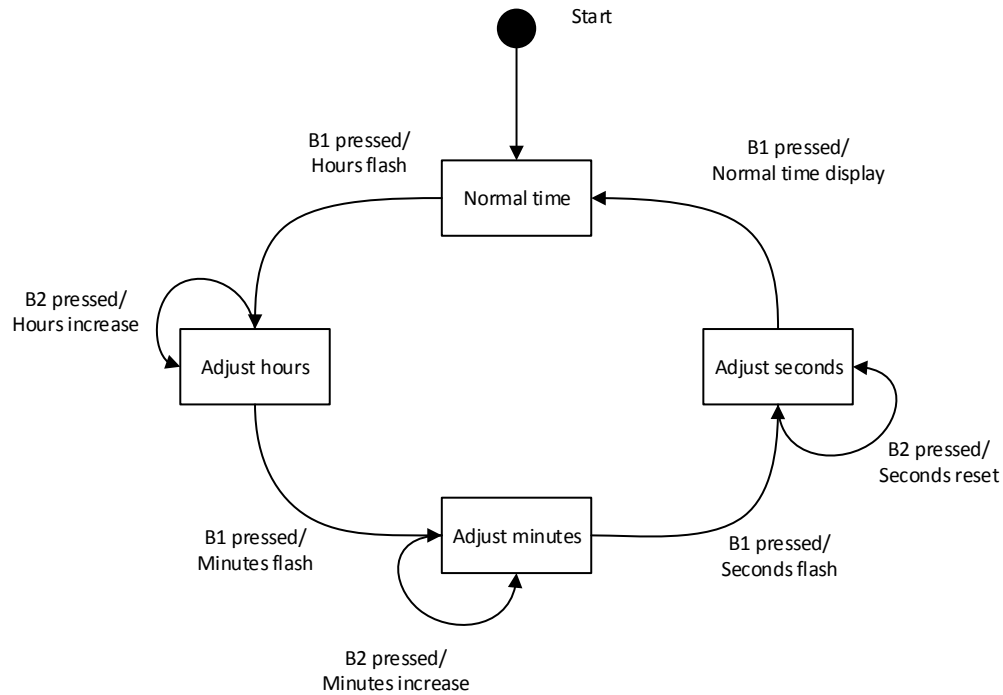 Start
B1 pressed/
Hours flash
B1 pressed/
Normal time display
Normal time
B2 pressed/
Hours increase
Adjust hours
Adjust seconds
B2 pressed/
Seconds reset
B1 pressed/
Minutes flash
Adjust minutes
B1 pressed/
Seconds flash
B2 pressed/
Minutes increase